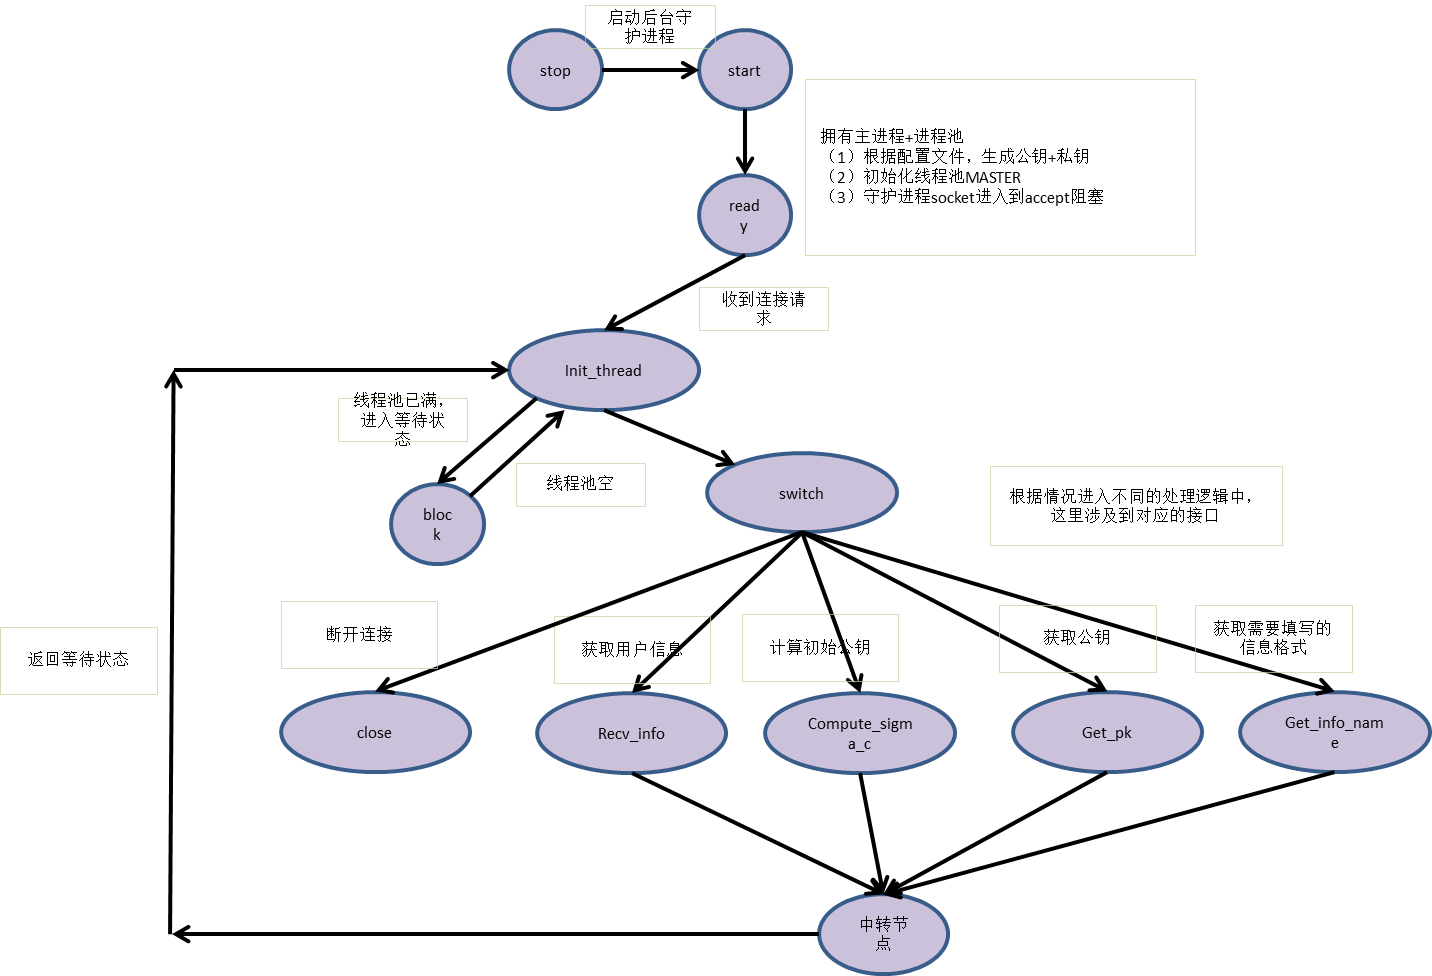 启动后台守
护进程
stop
start
拥有主进程+进程池
（1）根据配置文件，生成公钥+私钥
（2）初始化线程池MASTER
（3）守护进程socket进入到accept阻塞
read
y
收到连接请
求
Init_thread
线程池已满，
进入等待状
态
线程池空
bloc
k
switch
根据情况进入不同的处理逻辑中，
这里涉及到对应的接口
返回等待状态
断开连接
获取用户信息
计算初始公钥
获取公钥
获取需要填写的
信息格式
close
Recv_info
Compute_sigm
a_c
Get_pk
Get_info_nam
e
中转节
点